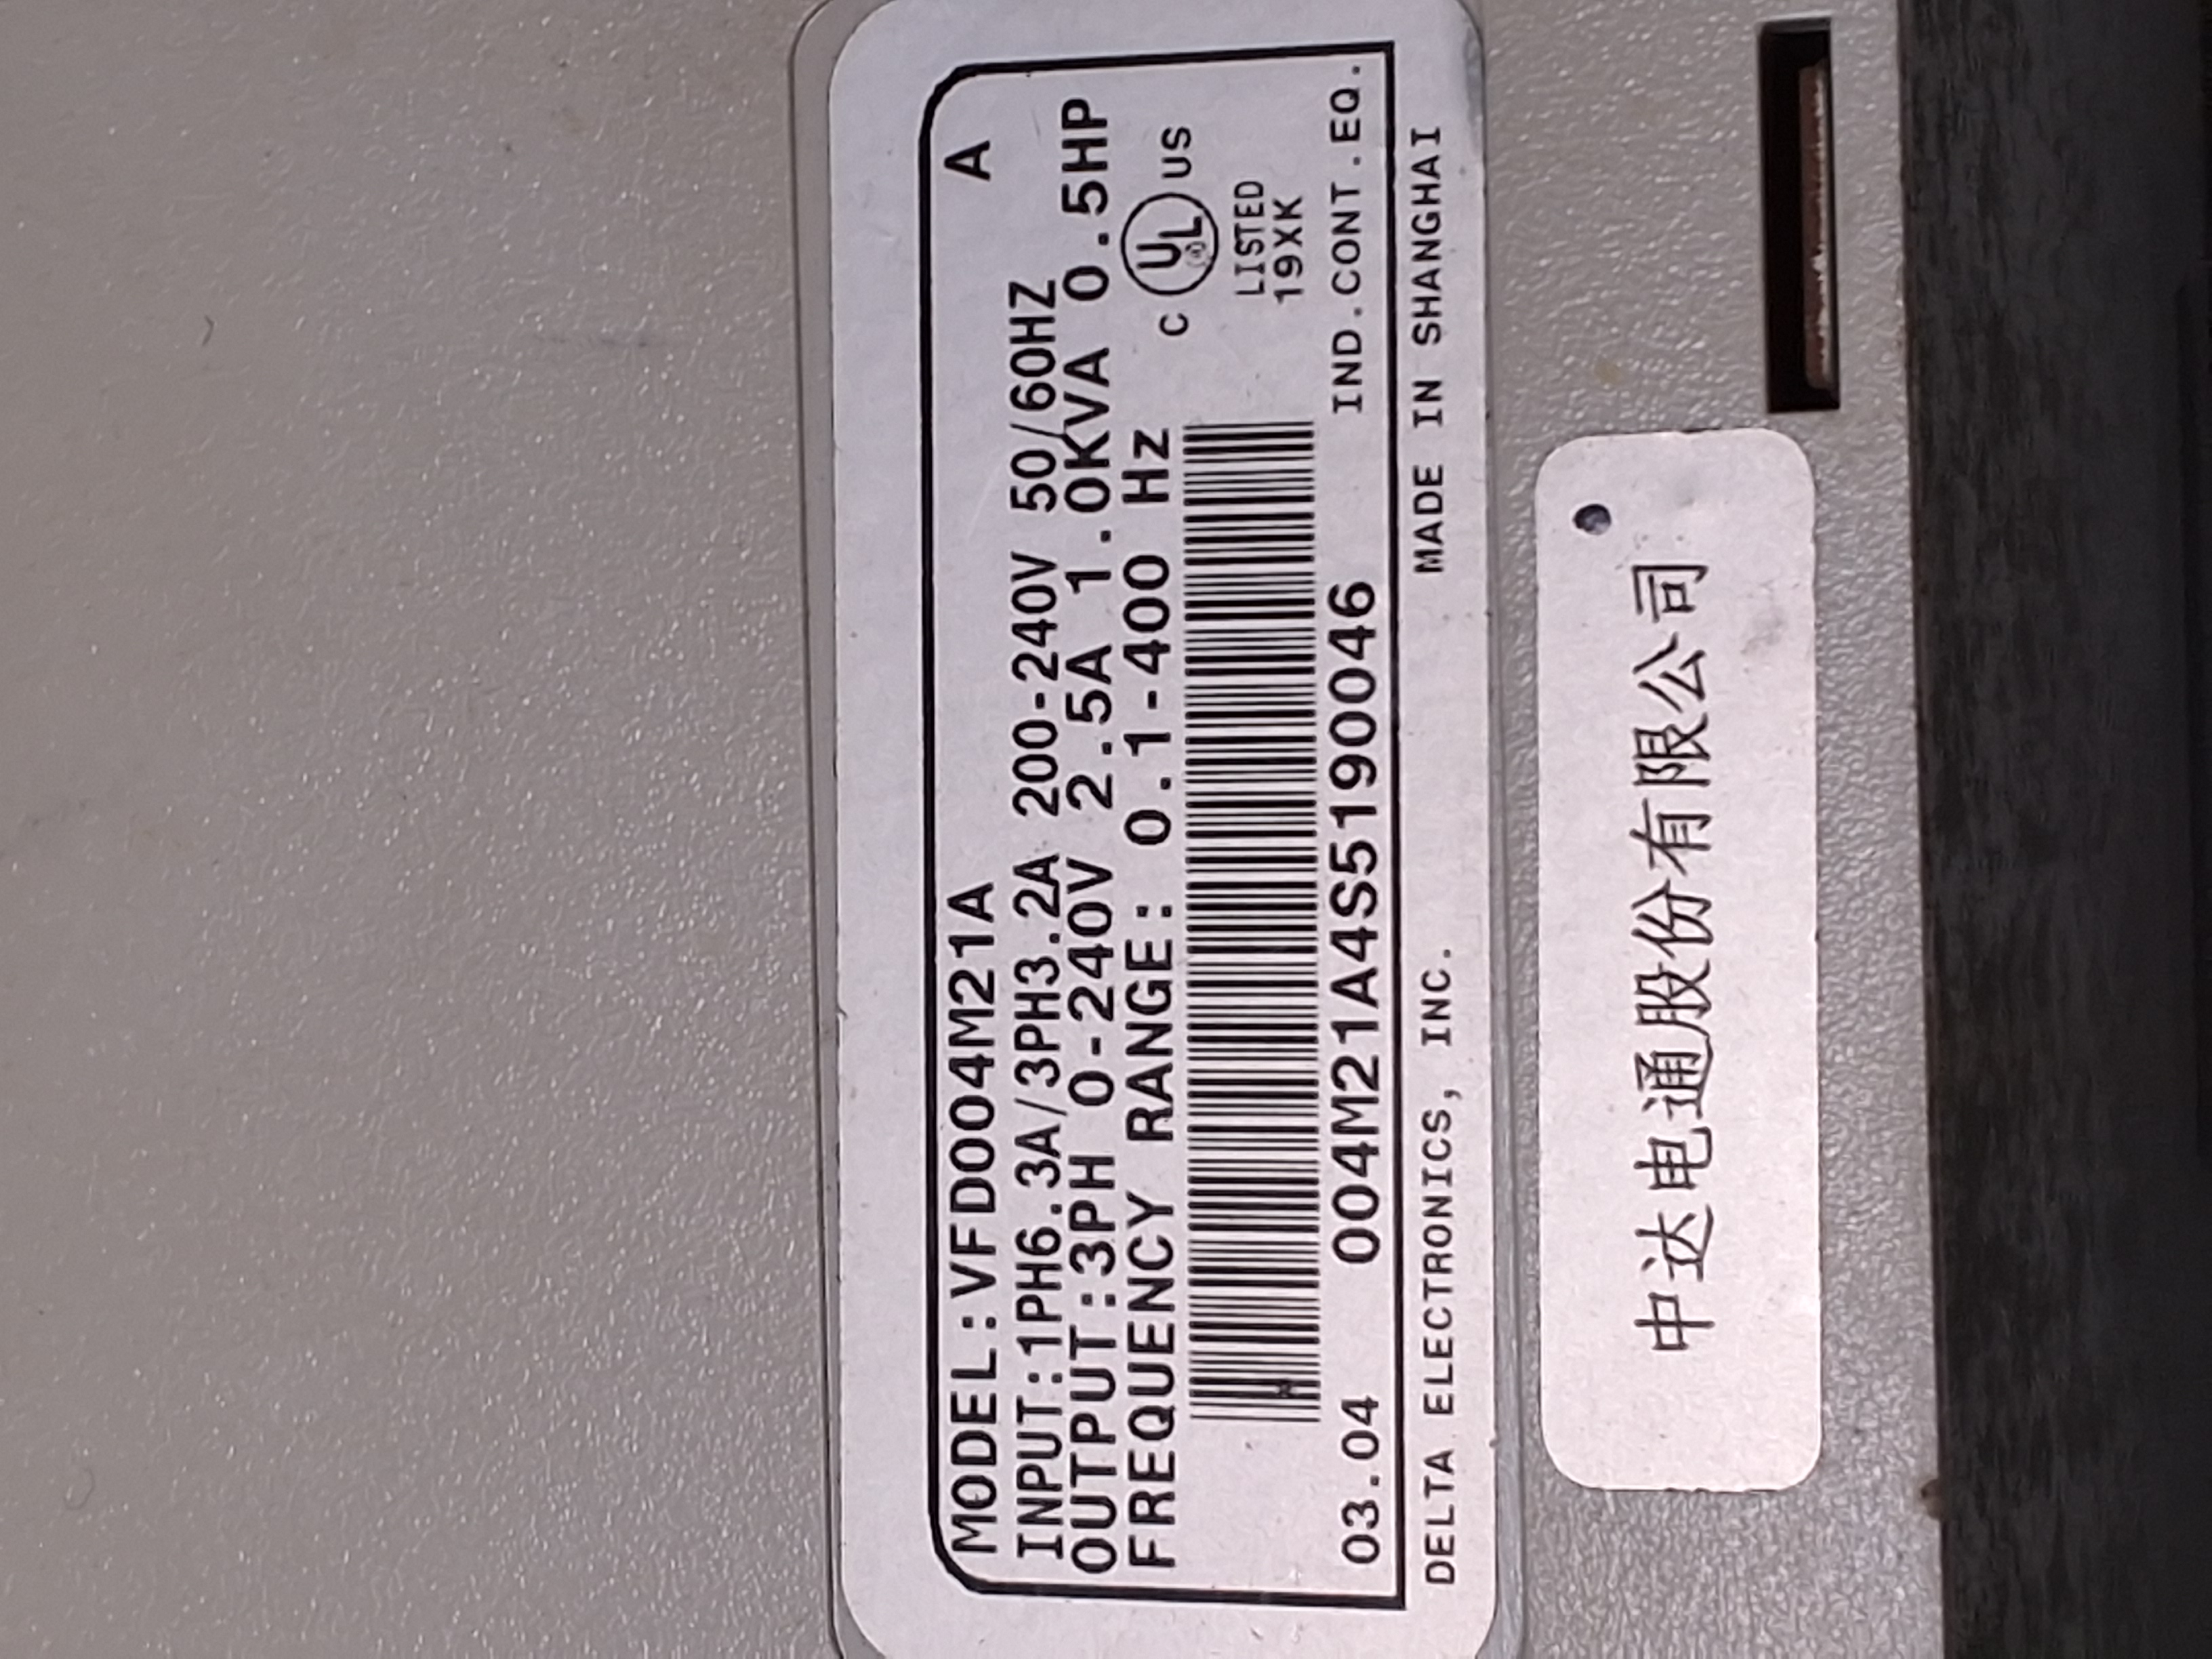 MODEL:VFD004M21A A
INPUT:1PH6.3A/3PH3.2A 200-240V 50/60HZ
OUTPUT:3PH 0-240V 2.5A 1.0KVA 0.5HP
FREQUENCY RANGE: 0.1-400 Hz
C UL US
LISTED
19XK
03.04 004M21A4S5190046 IND.CONT.EQ.
DELTA ELECTRONICS, INC. MADE IN SHANGHAI
中达电通股份有限公司